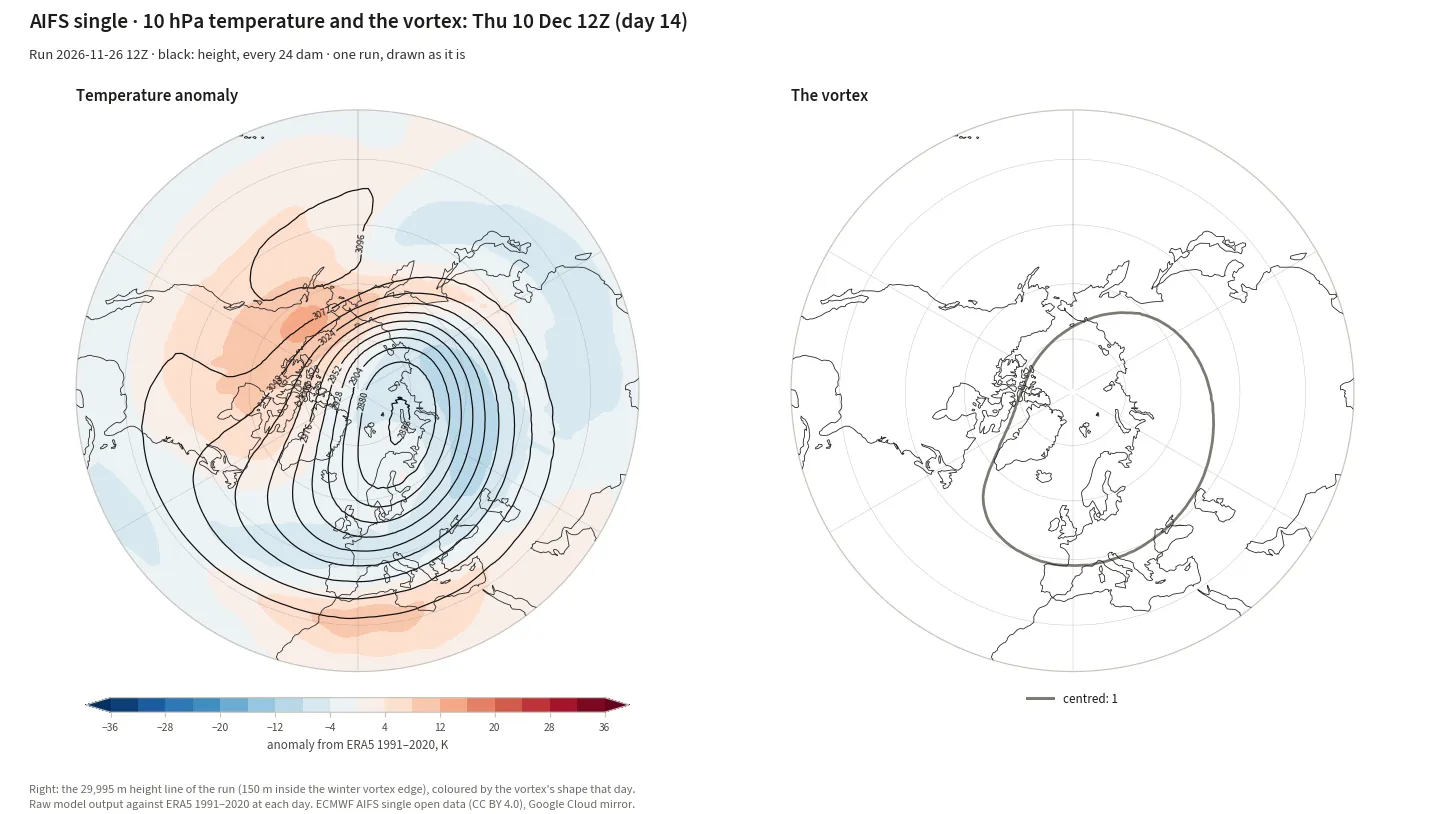 AIFS single · 10 hPa temperature and the vortex: Thu 10 Dec 12Z (day 14)
Run 2026-11-26 12Z · black: height, every 24 dam · one run, drawn as it is
Temperature anomaly
The vortex
3096
3072
3024
3048
2952
2904
2928
2880
2976
−36 −28 −20 −12 −4 4 12 20 28 36
anomaly from ERA5 1991–2020, K
centred: 1
Right: the 29,995 m height line of the run (150 m inside the winter vortex edge), coloured by the vortex's shape that day.
Raw model output against ERA5 1991–2020 at each day. ECMWF AIFS single open data (CC BY 4.0), Google Cloud mirror.